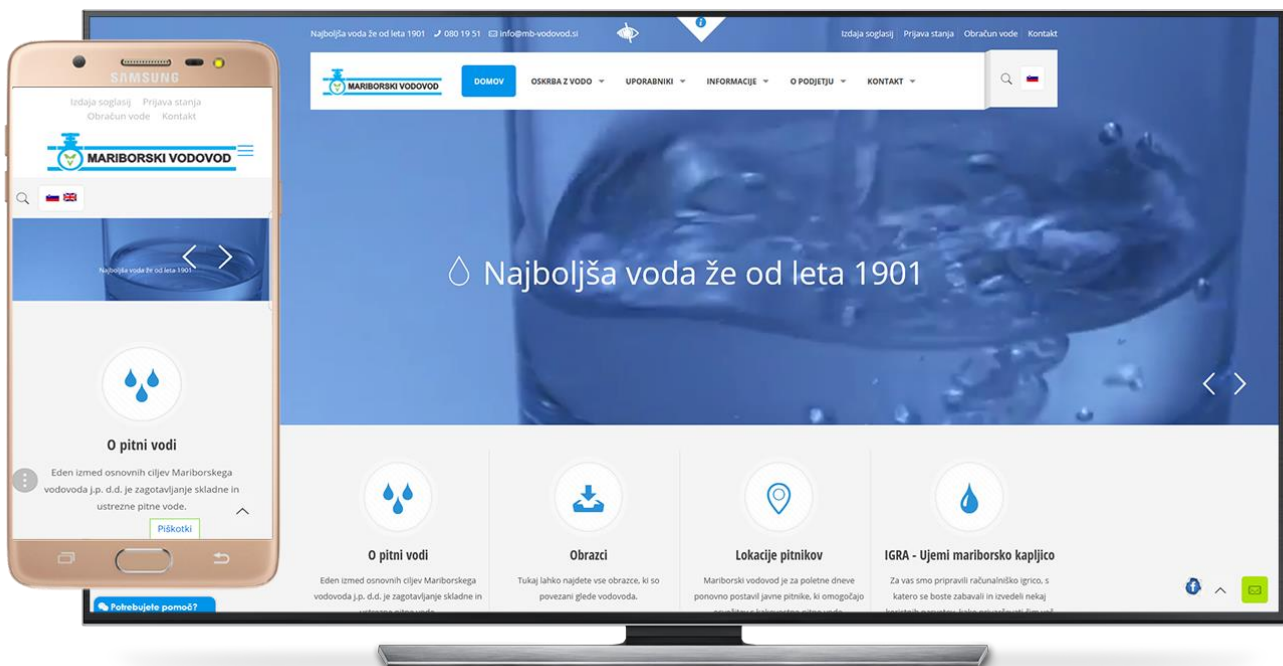 SAMSUNG
Izdaja soglasij Prijava stanja
Obračun vode Kontakt
MARIBORSKI VODOVOD
Najboljša voda že od leta 1901
O pitni vodi
Eden izmed osnovnih ciljev Mariborskega
vodovoda j.p. d.d. je zagotavljanje skladne in
ustrezne pitne vode.
Piškotki
Najboljša voda že od leta 1901 080 19 51 info@mb-vodovod.si
Izdaja soglasij Prijava stanja Obračun vode Kontakt
MARIBORSKI VODOVOD
DOMOV OSKRBA Z VODO UPORABNIKI INFORMACIJE O PODJETJU KONTAKT
Najboljša voda že od leta 1901
O pitni vodi
Eden izmed osnovnih ciljev Mariborskega
vodovoda j.p. d.d. je zagotavljanje skladne in
ustrezne pitne vode.
Obrazci
Tukaj lahko najdete vse obrazce, ki so
povezani glede vodovoda.
Lokacije pitnikov
Mariborski vodovod je za poletne dneve
ponovno postavil javne pitnike, ki omogočajo
IGRA - Ujemi mariborsko kapljico
Za vas smo pripravili računalniško igrico, s
katero se boste zabavali in izvedeli nekaj
Potrebujete pomoč?